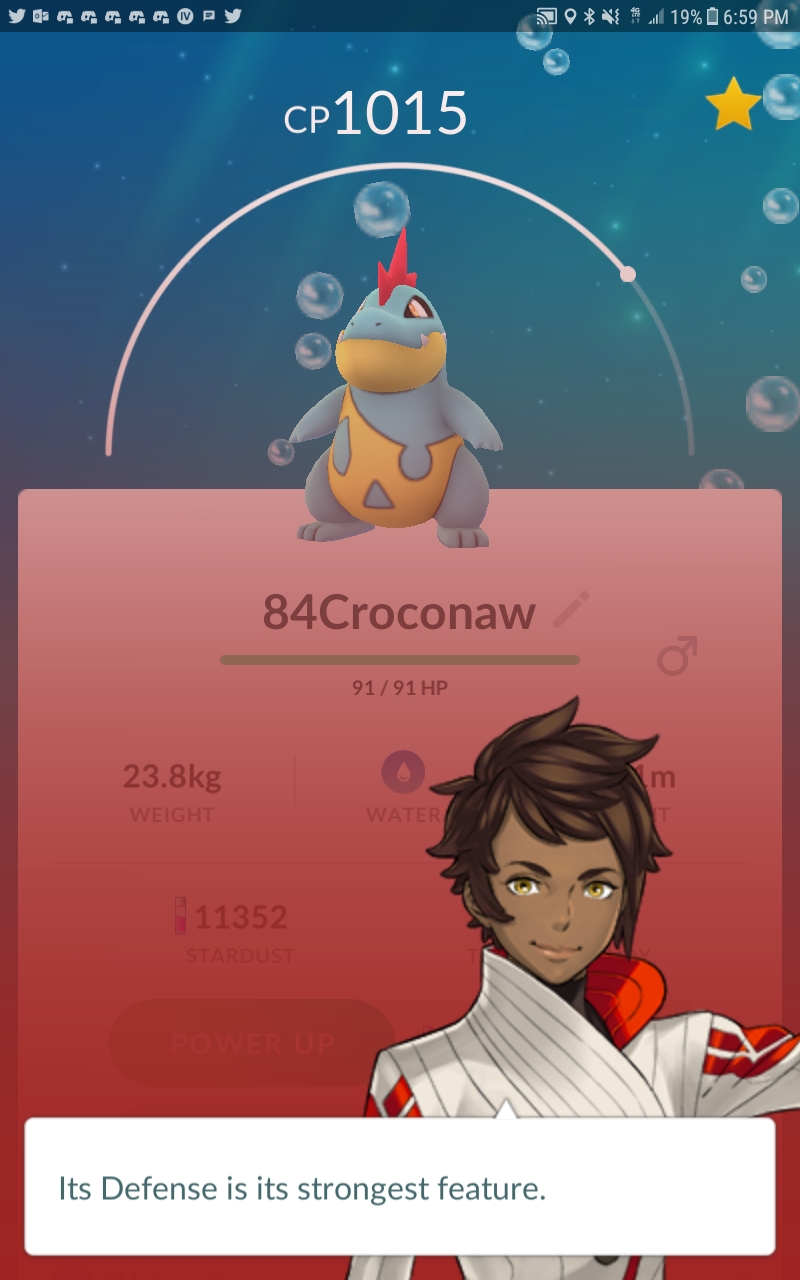 19% 6:59 PM
CP1015
84Croconaw
91 / 91 HP
23.8kg
WEIGHT
WATER
11352
STARDUST
POWER UP
Its Defense is its strongest feature.